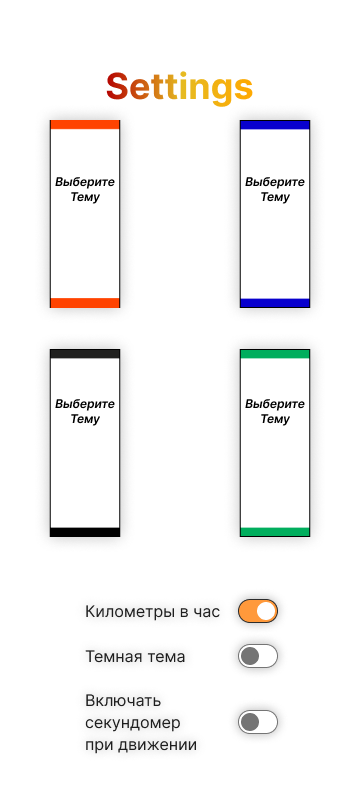 Settings
Выберите
Тему
Выберите
Тему
Выберите
Тему
Выберите
Тему
Километры в час
Темная тема
Включать
секундомер
при движении